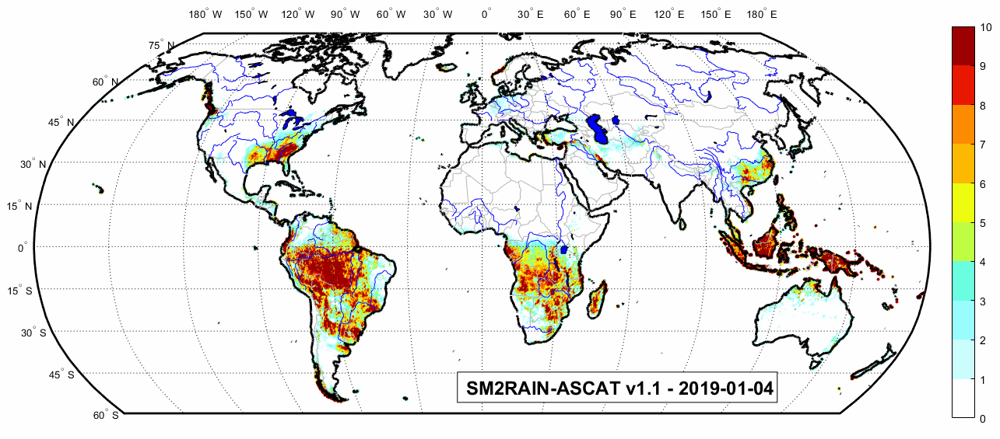 180° W 150° W 120° W 90° W 60° W 30° W 0° 30° E 60° E 90° E 120° E 150° E 180° E
75° N
60° N
45° N
30° N
15° N
0°
15° S
30° S
45° S
60° S
SM2RAIN-ASCAT v1.1 - 2019-01-04
10
9
8
7
6
5
4
3
2
1
0